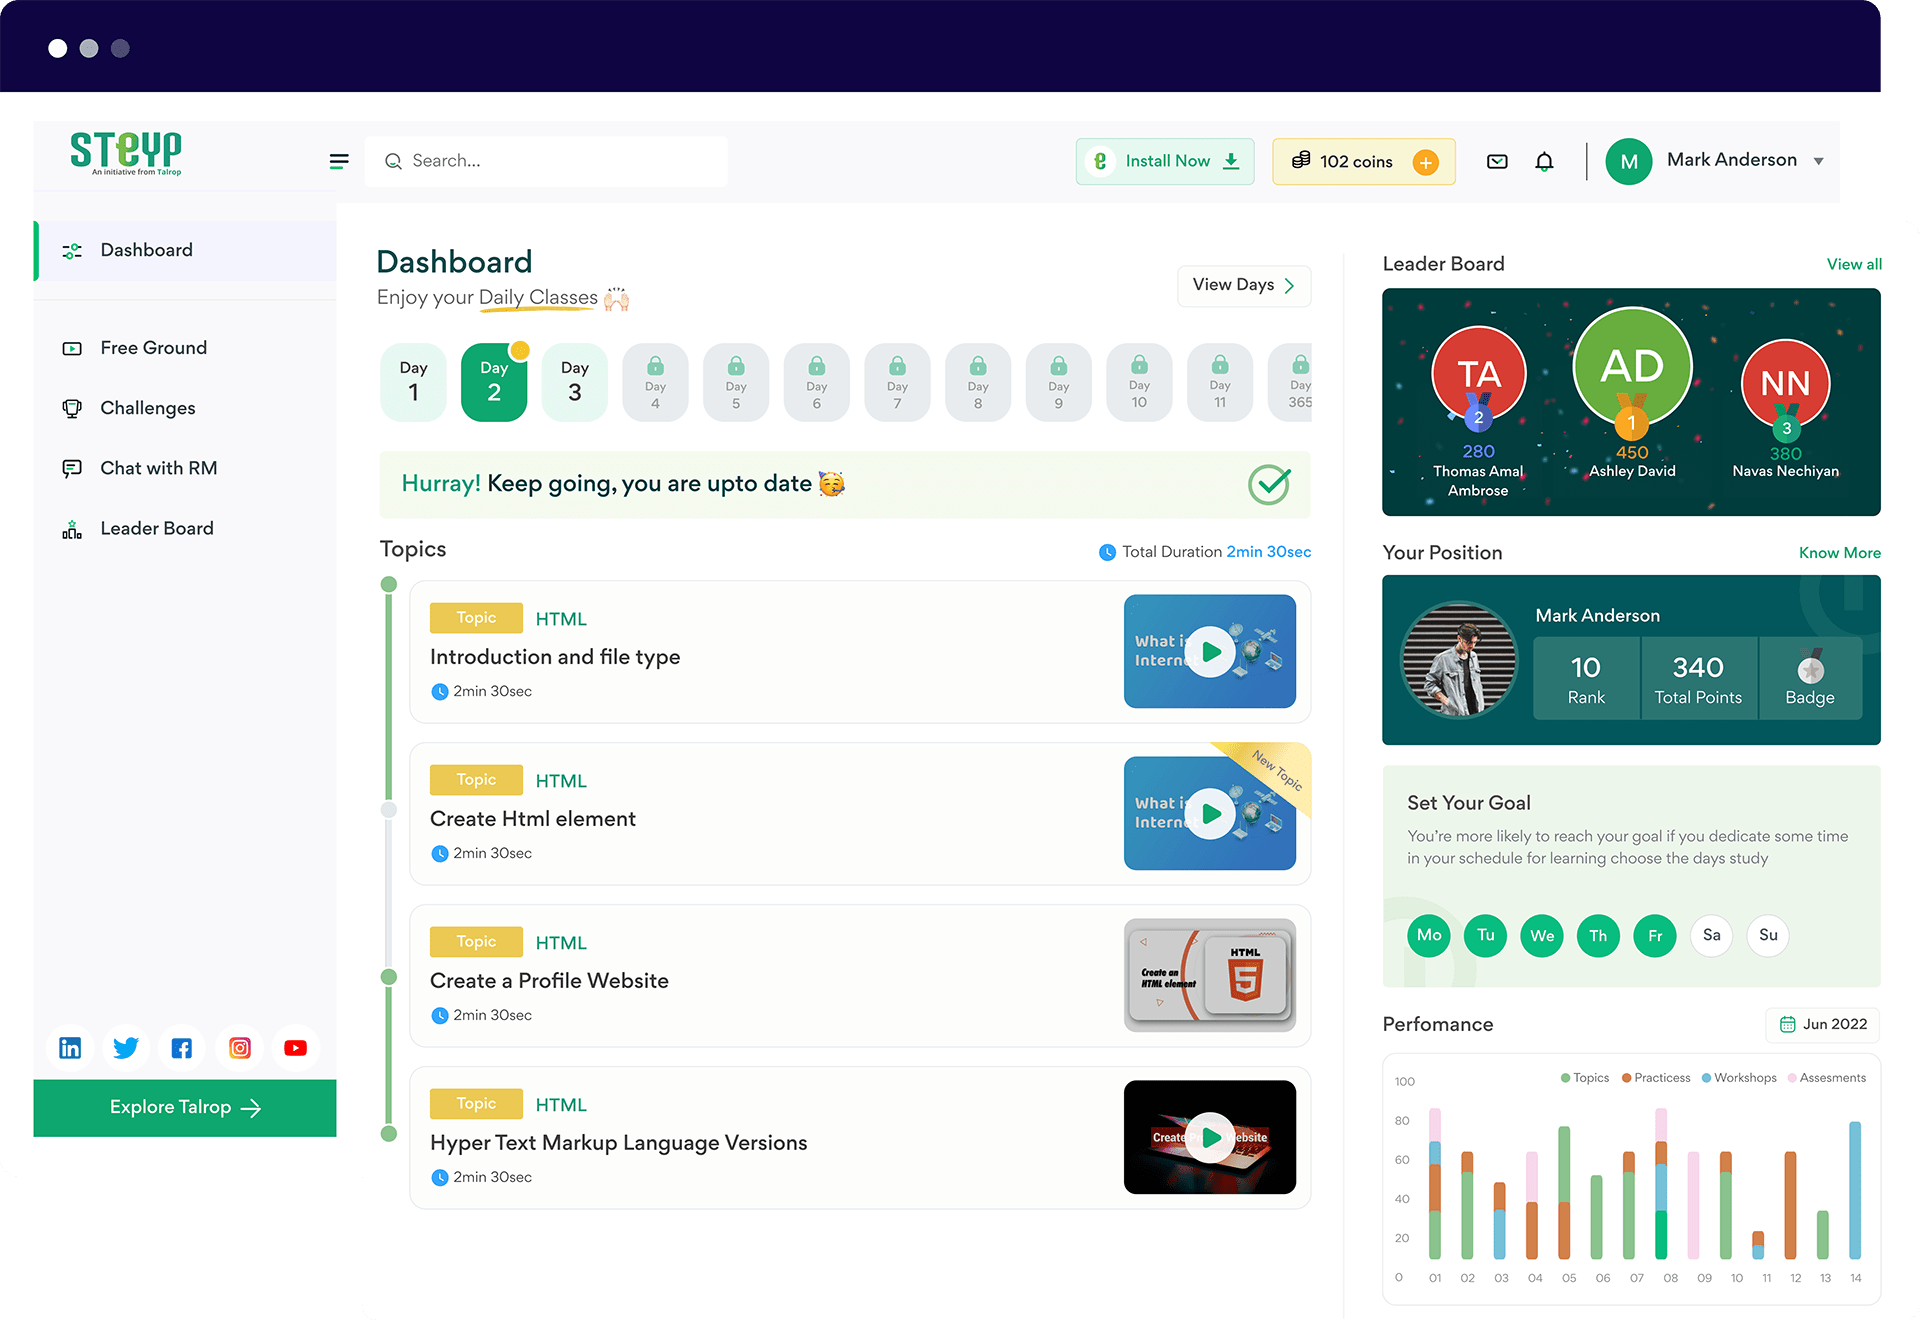 STEYP
An initiative from Talrop
Search...
Install Now
102 coins
M
Mark Anderson
Dashboard
Free Ground
Challenges
Chat with RM
Leader Board
Explore Talrop
Dashboard
Enjoy your Daily Classes
View Days
Day 1
Day 2
Day 3
Day 4
Day 5
Day 6
Day 7
Day 8
Day 9
Day 10
Day 11
Day 365
Hurray! Keep going, you are upto date
Topics
Total Duration 2min 30sec
Topic HTML
Introduction and file type
2min 30sec
What is
Interne
Topic HTML
Create Html element
2min 30sec
What is
Interne
New Topic
Topic HTML
Create a Profile Website
2min 30sec
Create an
HTML element
HTML
5
Topic HTML
Hyper Text Markup Language Versions
2min 30sec
Create Website
Leader Board
View all
TA
2
280
Thomas Amal
Ambrose
AD
1
450
Ashley David
NN
3
380
Navas Nechiyan
Your Position
Know More
Mark Anderson
10
Rank
340
Total Points
Badge
Set Your Goal
You’re more likely to reach your goal if you dedicate some time
in your schedule for learning choose the days study
Mo Tu We Th Fr Sa Su
Perfomance
Jun 2022
Topics Practicess Workshops Assesments
100
80
60
40
20
0 01 02 03 04 05 06 07 08 09 10 11 12 13 14